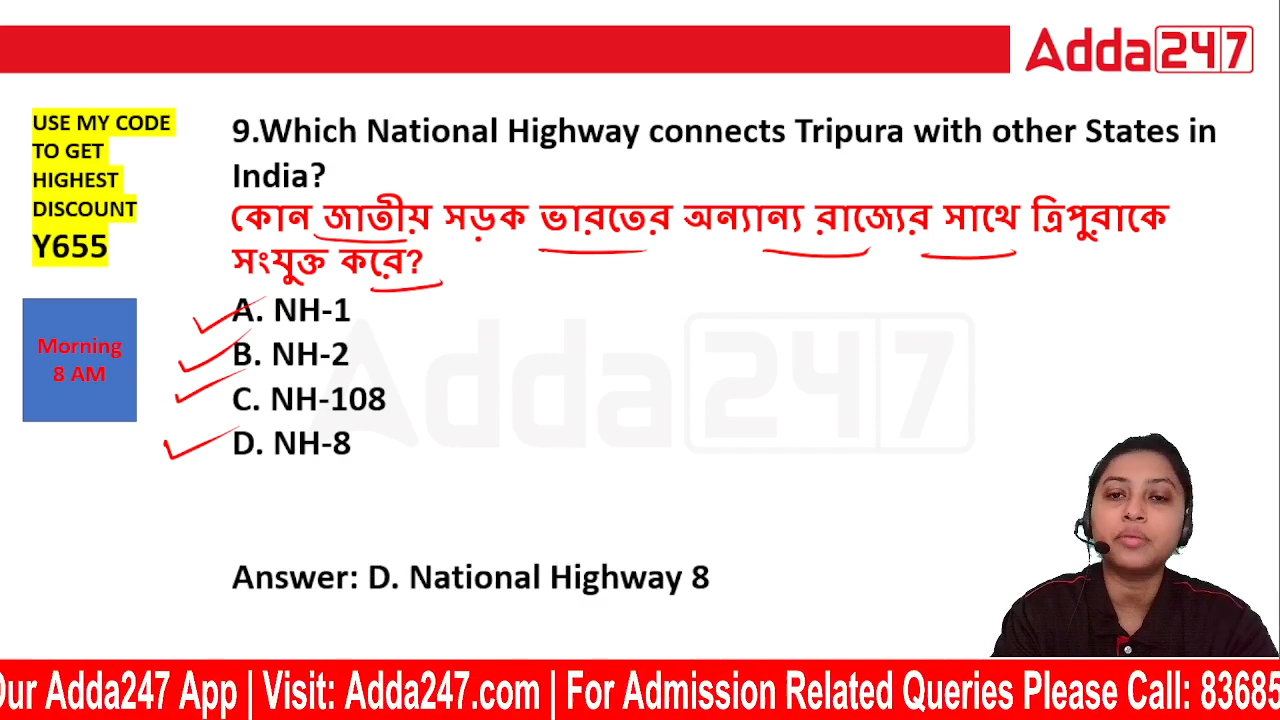 Adda247
USE MY CODE
TO GET
HIGHEST
DISCOUNT
Y655
Morning
8 AM
9.Which National Highway connects Tripura with other States in
India?
কোন জাতীয় সড়ক ভারতের অন্যান্য রাজ্যের সাথে ত্রিপুরাকে
সংযুক্ত করে?
A. NH-1
B. NH-2
C. NH-108
D. NH-8
Adda247
Answer: D. National Highway 8
Our Adda247 App | Visit: Adda247.com | For Admission Related Queries Please Call: 83685